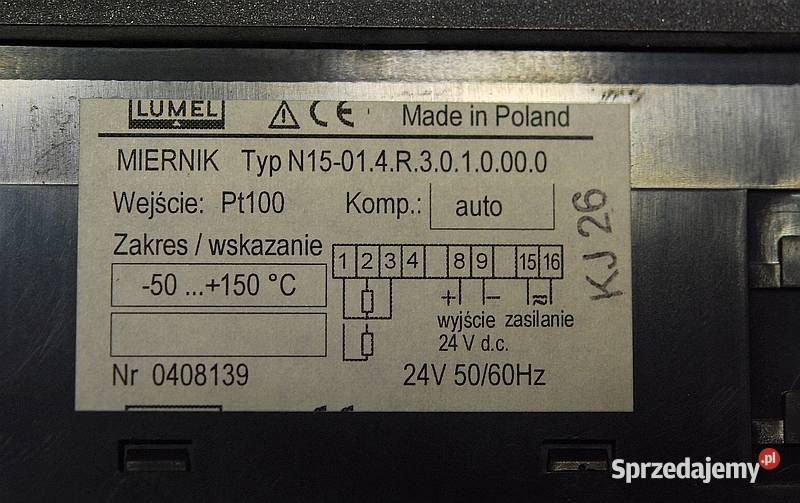 LUMEL CE Made in Poland
MIERNIK Typ N15-01.4.R.3.0.1.0.00.0
Wejście: Pt100 Komp.: auto
Zakres / wskazanie
1 2 3 4 8 9 15 16
-50 ...+150 °C
+ -
wyjście zasilanie
24 V d.c.
Nr 0408139 24V 50/60Hz
KJ 26
Sprzedajemy.pl